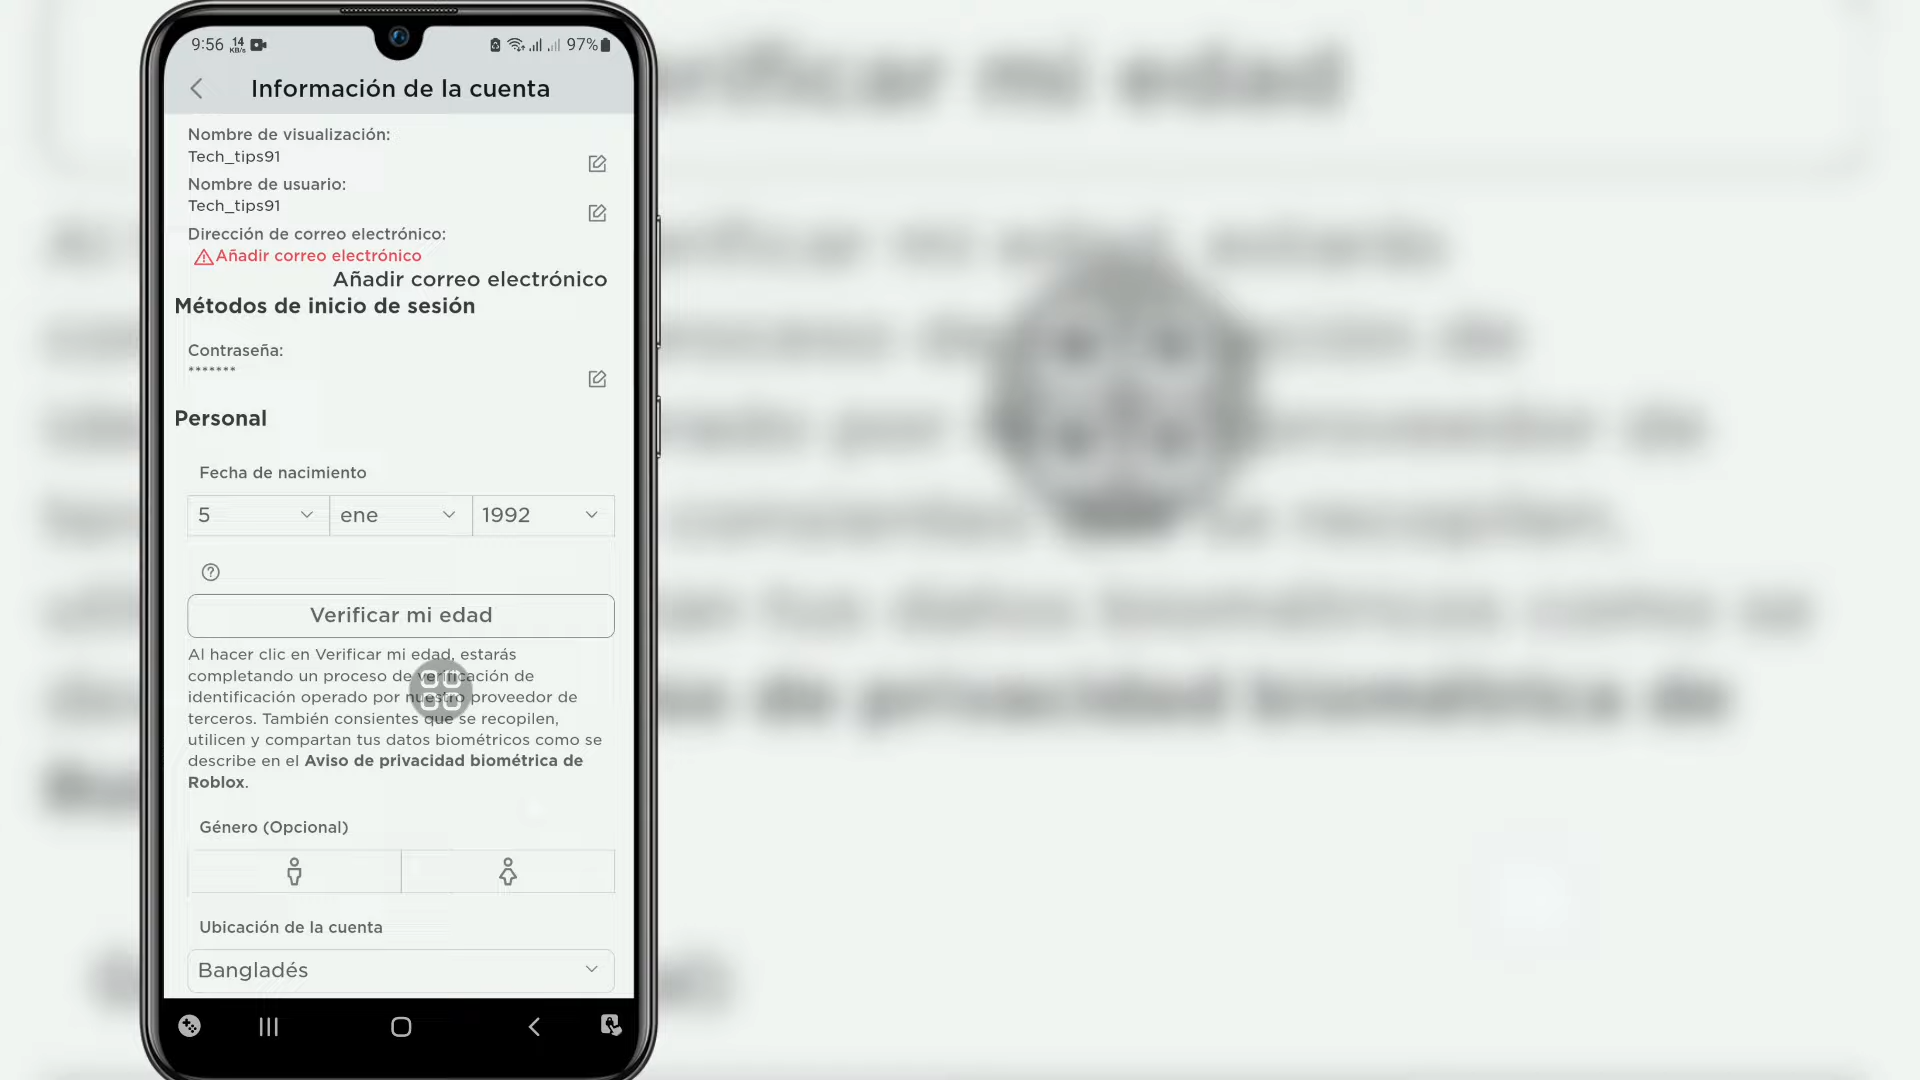 9:56 14 KB/s 97%
Información de la cuenta
Nombre de visualización:
Tech_tips91
Nombre de usuario:
Tech_tips91
Dirección de correo electrónico:
Añadir correo electrónico
Añadir correo electrónico
Métodos de inicio de sesión
Contraseña:
*******
Personal
Fecha de nacimiento
5 ene 1992
Verificar mi edad
Al hacer clic en Verificar mi edad, estarás
completando un proceso de verificación de
identificación operado por nuestro proveedor de
terceros. También consientes que se recopilen,
utilicen y compartan tus datos biométricos como se
describe en el Aviso de privacidad biométrica de
Roblox.
Género (Opcional)
Ubicación de la cuenta
Bangladés